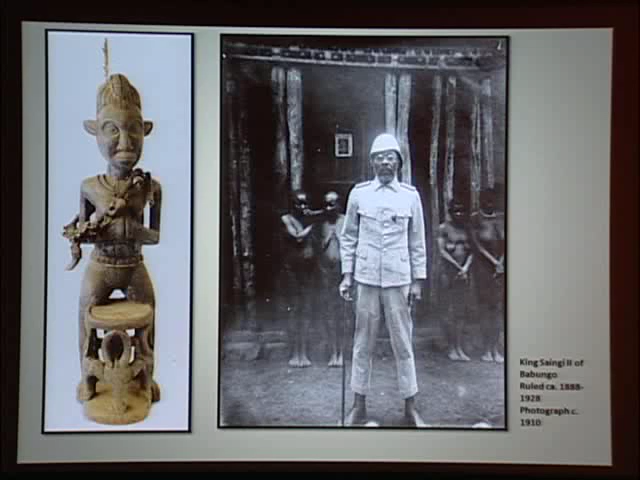 King Saingi II of
Babungo
Ruled ca. 1888-
1928
Photograph c.
1910